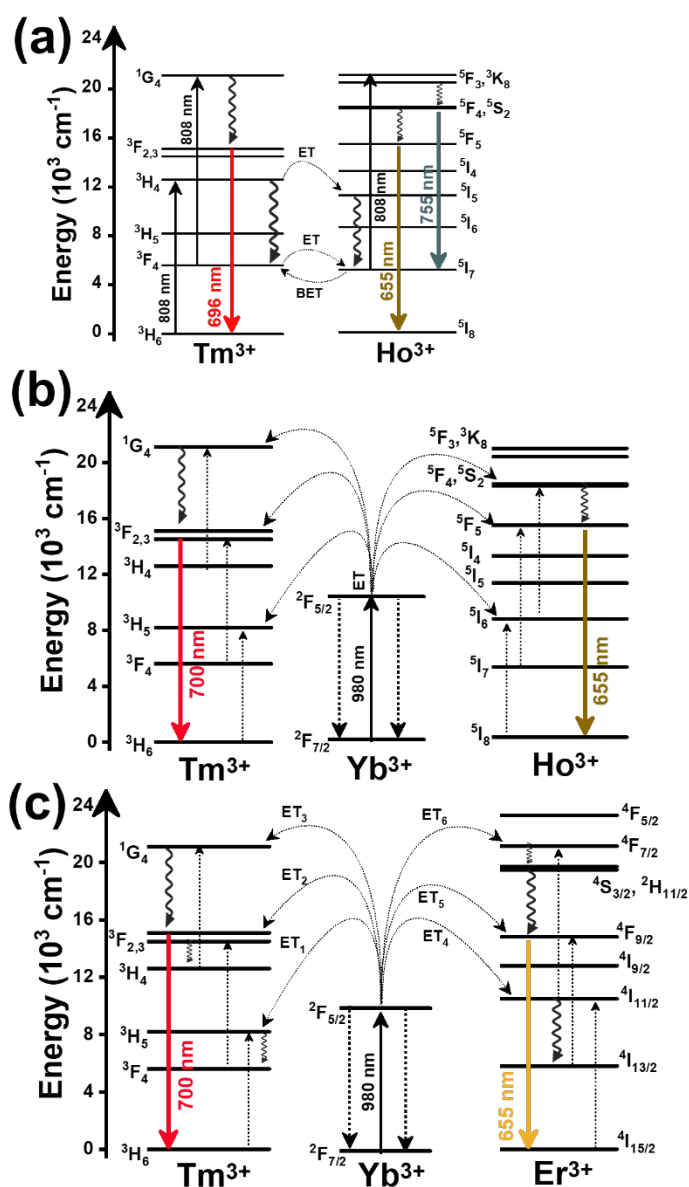 (a)
Energy (10³ cm⁻¹)
24
20
16
12
8
4
0
¹G₄
³F₂,₃
³H₄
³H₅
³F₄
³H₆
808 nm
808 nm
696 nm
Tm³⁺
ET
ET
BET
⁵F₃,³K₈
⁵F₄,⁵S₂
⁵F₅
⁵I₄
⁵I₅
⁵I₆
⁵I₇
⁵I₈
808 nm
655 nm
755 nm
Ho³⁺
(b)
Energy (10³ cm⁻¹)
24
20
16
12
8
4
0
¹G₄
³F₂,₃
³H₄
³H₅
³F₄
³H₆
700 nm
Tm³⁺
ET
²F₅/₂
980 nm
²F₇/₂
Yb³⁺
⁵F₃,³K₈
⁵F₄,⁵S₂
⁵F₅
⁵I₄
⁵I₅
⁵I₆
⁵I₇
⁵I₈
655 nm
Ho³⁺
(c)
Energy (10³ cm⁻¹)
24
20
16
12
8
4
0
¹G₄
³F₂,₃
³H₄
³H₅
³F₄
³H₆
700 nm
Tm³⁺
ET₃
ET₂
ET₁
ET₆
ET₅
ET₄
²F₅/₂
980 nm
²F₇/₂
Yb³⁺
⁴F₅/₂
⁴F₇/₂
⁴S₃/₂, ²H₁₁/₂
⁴F₉/₂
⁴I₉/₂
⁴I₁₁/₂
⁴I₁₃/₂
⁴I₁₅/₂
655 nm
Er³⁺